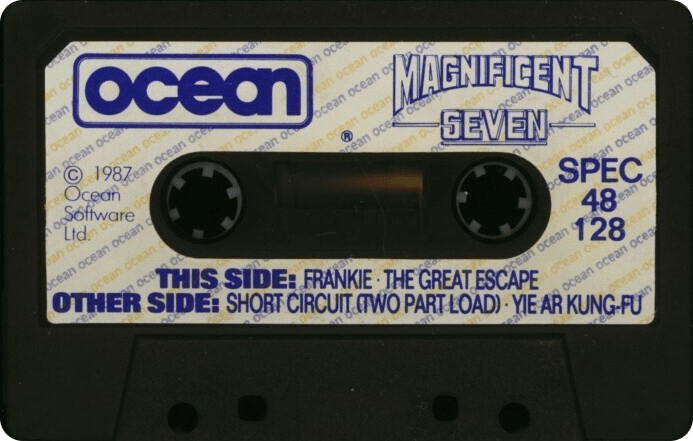 ocean
®
MAGNIFICENT
SEVEN
© 1987
Ocean
Software
Ltd.
SPEC
48
128
THIS SIDE: FRANKIE · THE GREAT ESCAPE
OTHER SIDE: SHORT CIRCUIT (TWO PART LOAD) · YIE AR KUNG-FU